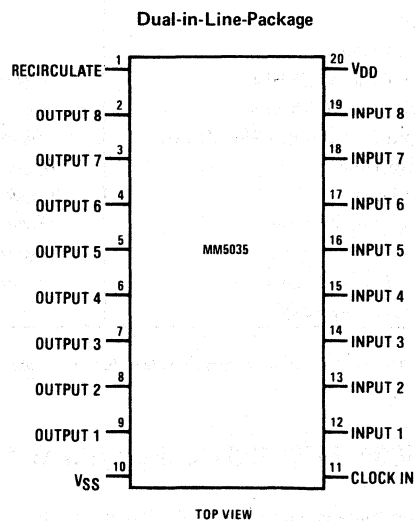 Dual-in-Line-Package
RECIRCULATE 1 20 VDD
OUTPUT 8 2 19 INPUT 8
OUTPUT 7 3 18 INPUT 7
OUTPUT 6 4 17 INPUT 6
OUTPUT 5 5 MM5035 16 INPUT 5
OUTPUT 4 6 15 INPUT 4
OUTPUT 3 7 14 INPUT 3
OUTPUT 2 8 13 INPUT 2
OUTPUT 1 9 12 INPUT 1
VSS 10 11 CLOCK IN
TOP VIEW